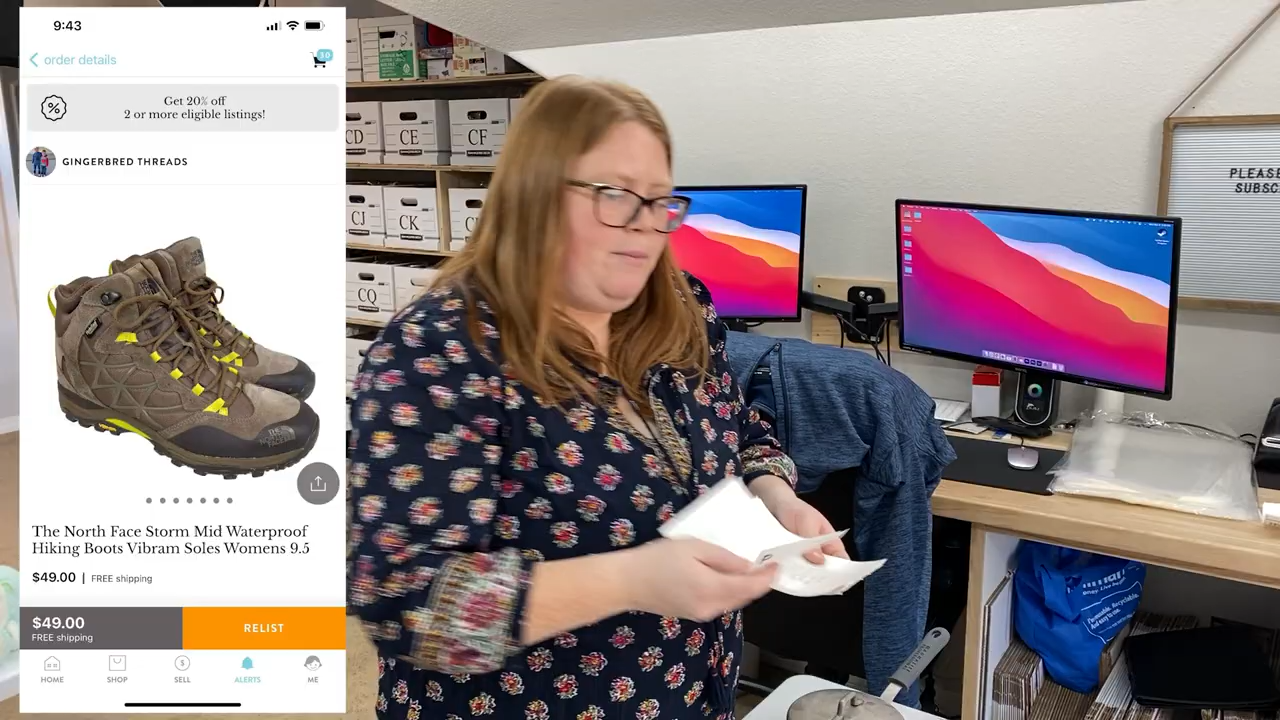 9:43
order details
30
Get 20% off
2 or more eligible listings!
GINGERBRED THREADS
The North Face Storm Mid Waterproof
Hiking Boots Vibram Soles Womens 9.5
$49.00 | FREE shipping
$49.00
FREE shipping
RELIST
HOME
SHOP
SELL
ALERTS
ME
CD
CE
CF
CJ
CK
CQ
PLEASE
SUBSC